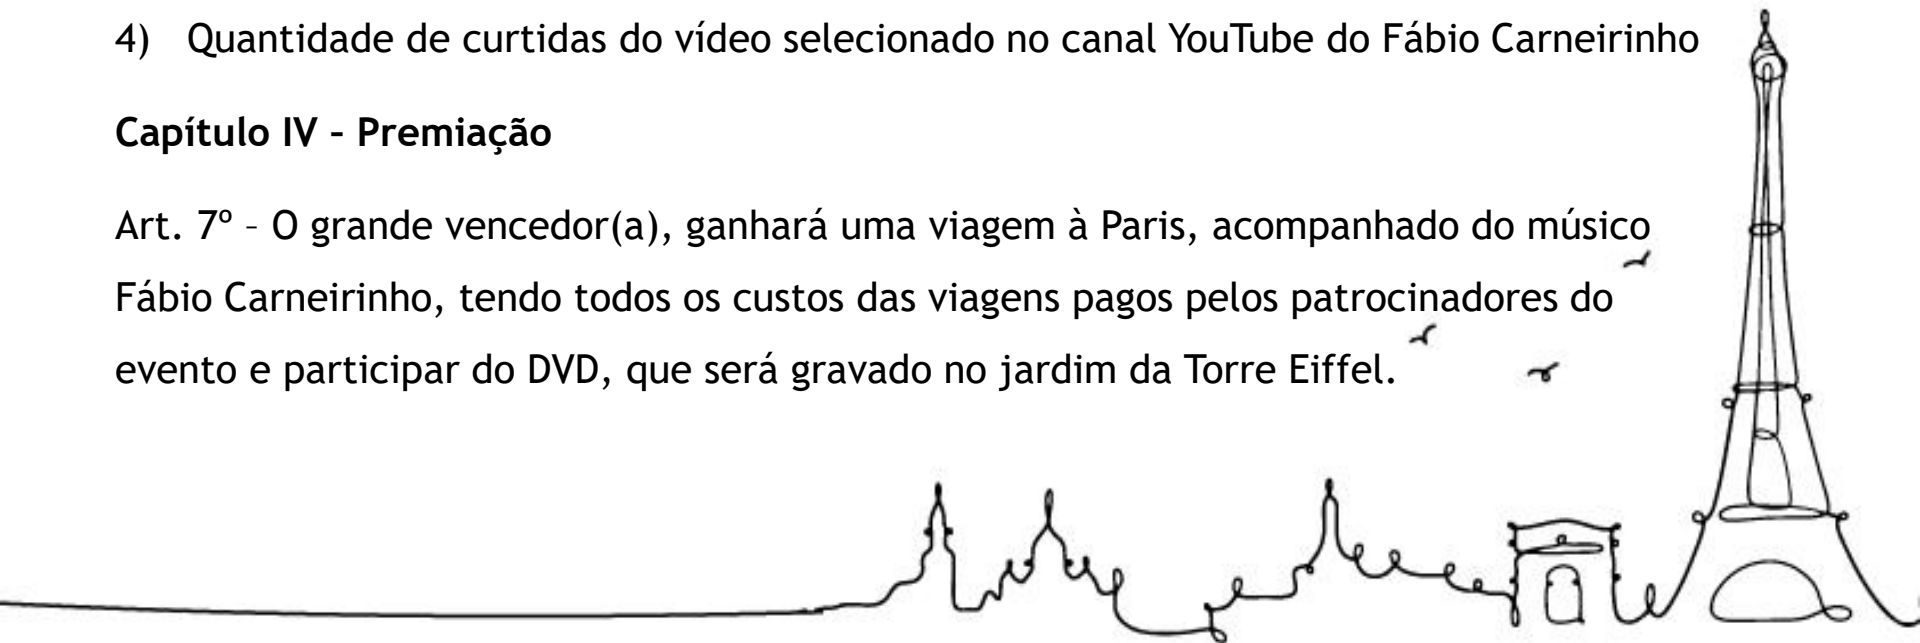 4) Quantidade de curtidas do vídeo selecionado no canal YouTube do Fábio Carneirinho
Capítulo IV – Premiação
Art. 7º – O grande vencedor(a), ganhará uma viagem à Paris, acompanhado do músico
Fábio Carneirinho, tendo todos os custos das viagens pagos pelos patrocinadores do
evento e participar do DVD, que será gravado no jardim da Torre Eiffel.